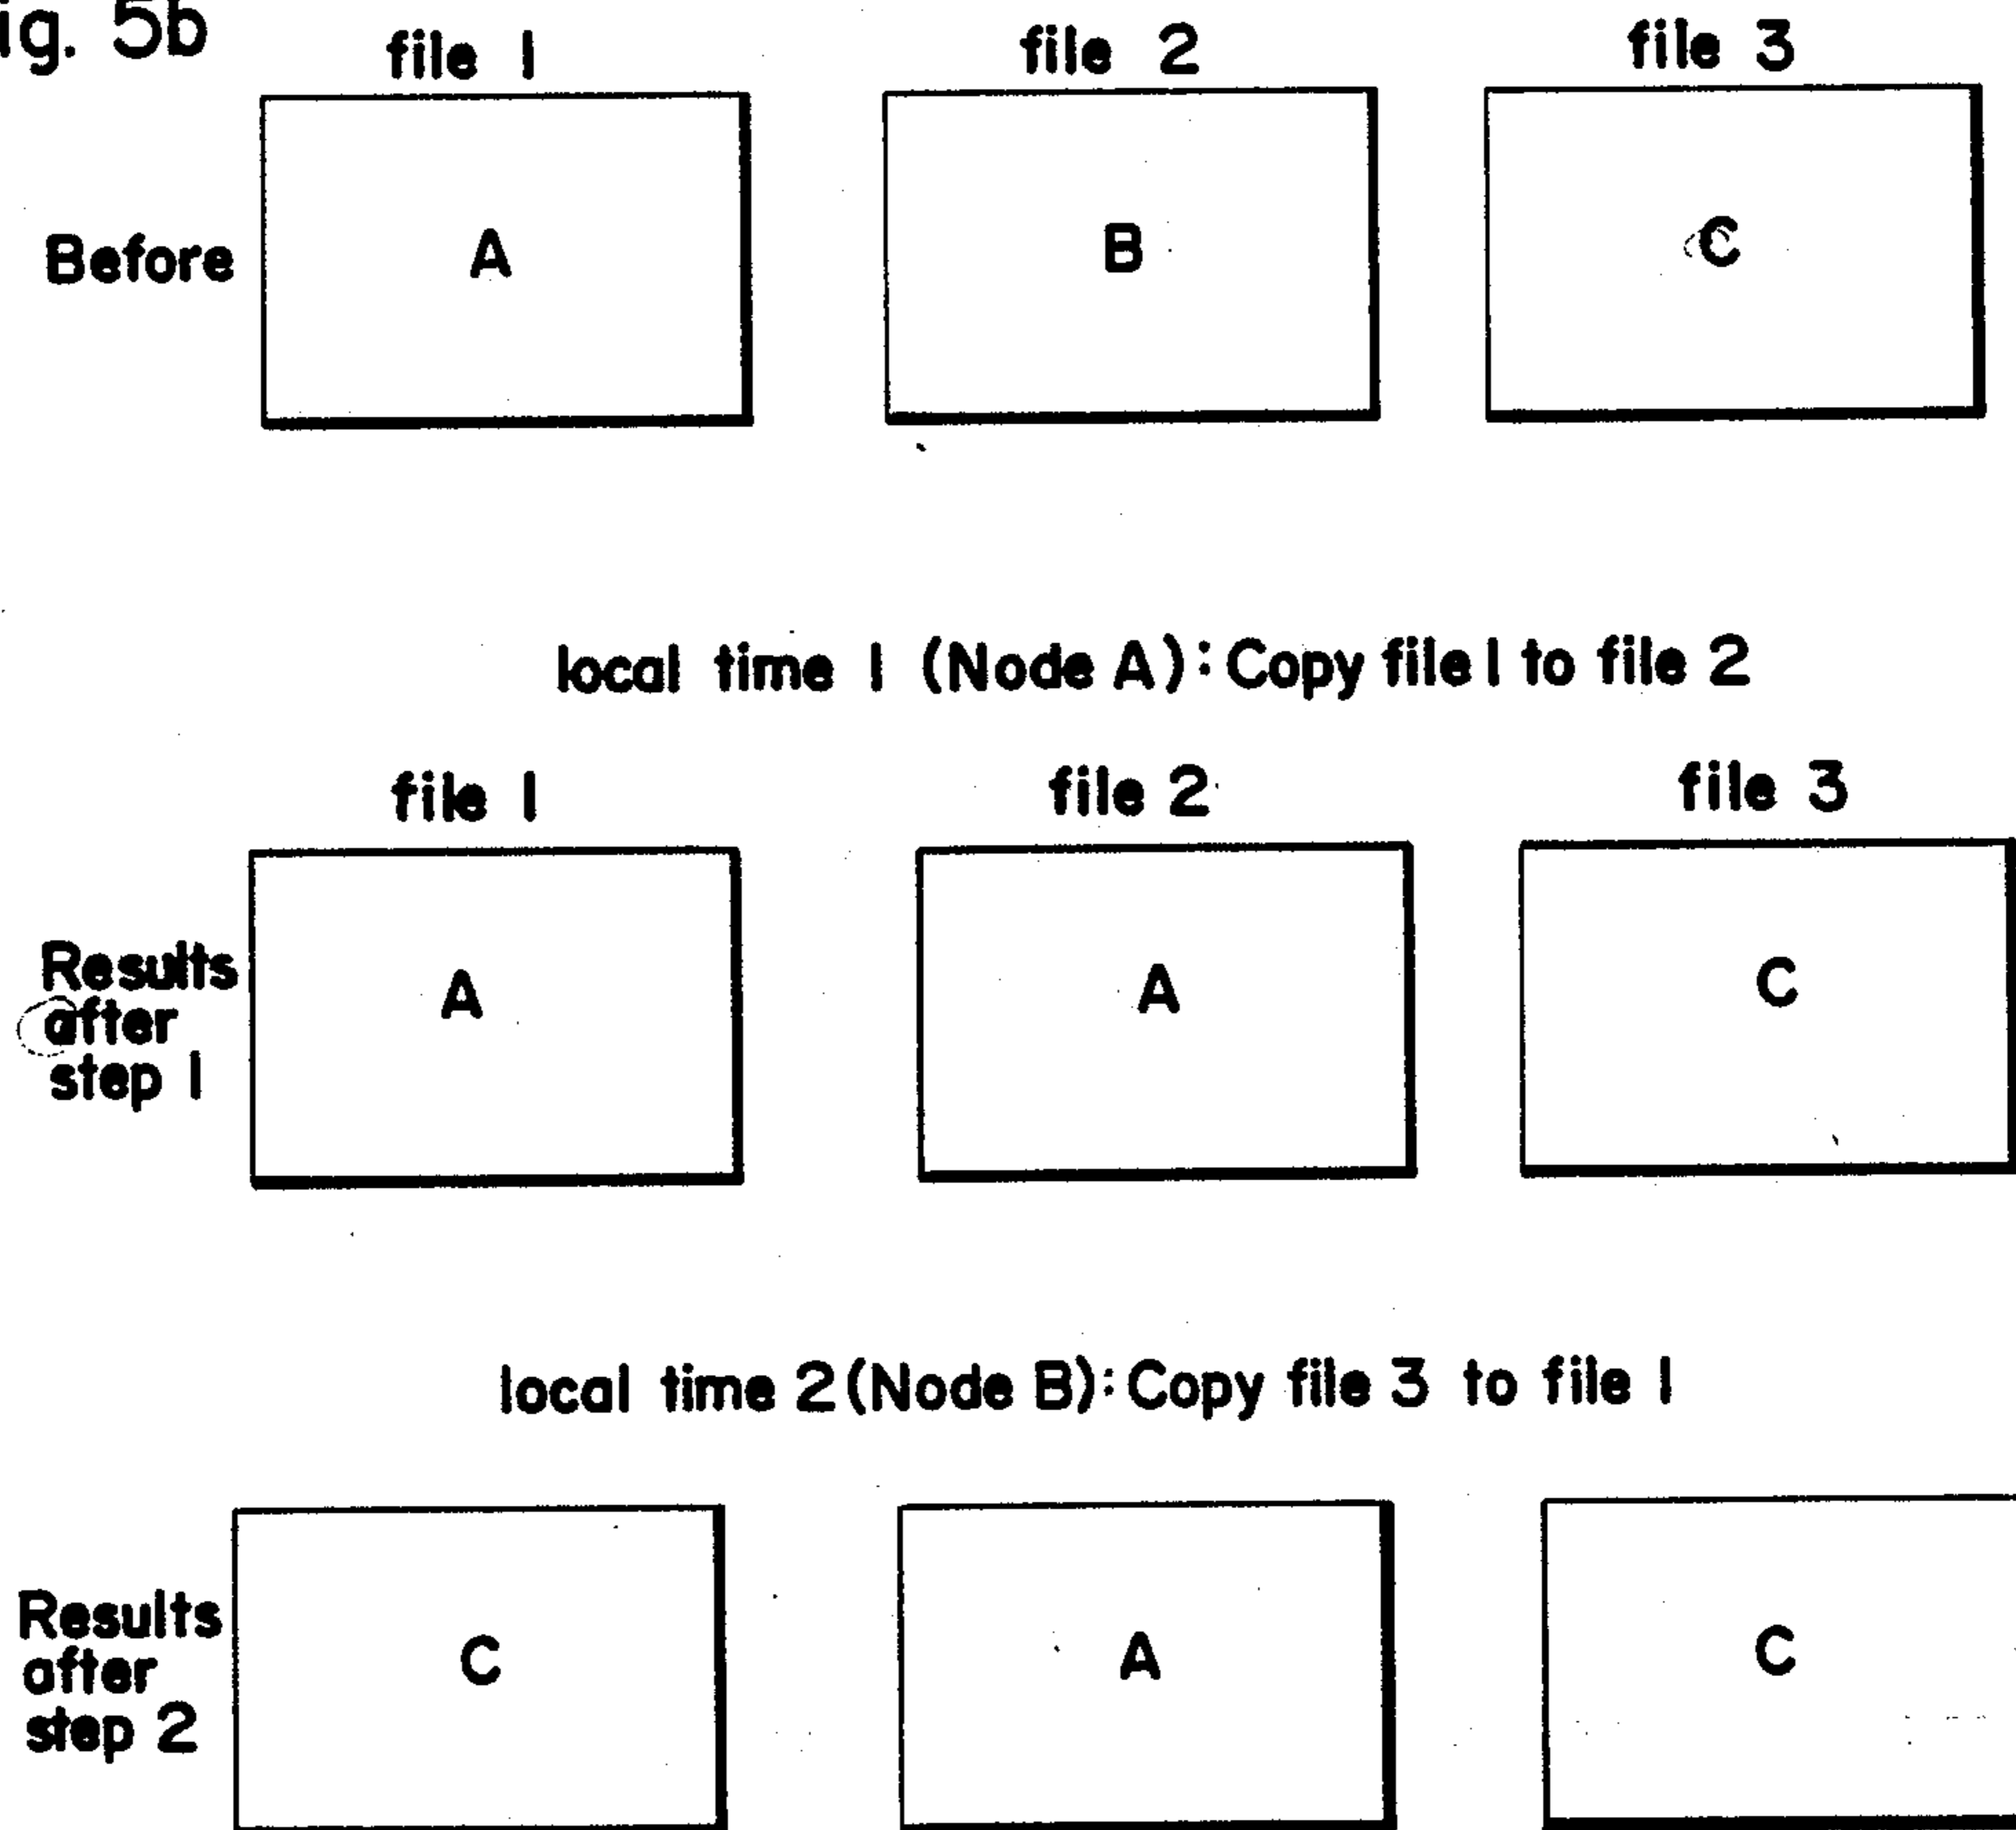 ig. 5b
file 1 file 2 file 3
Before A B C
local time 1 (Node A): Copy file 1 to file 2
file 1 file 2 file 3
Results
after
step 1
A A C
local time 2 (Node B): Copy file 3 to file 1
Results
after
step 2
C A C